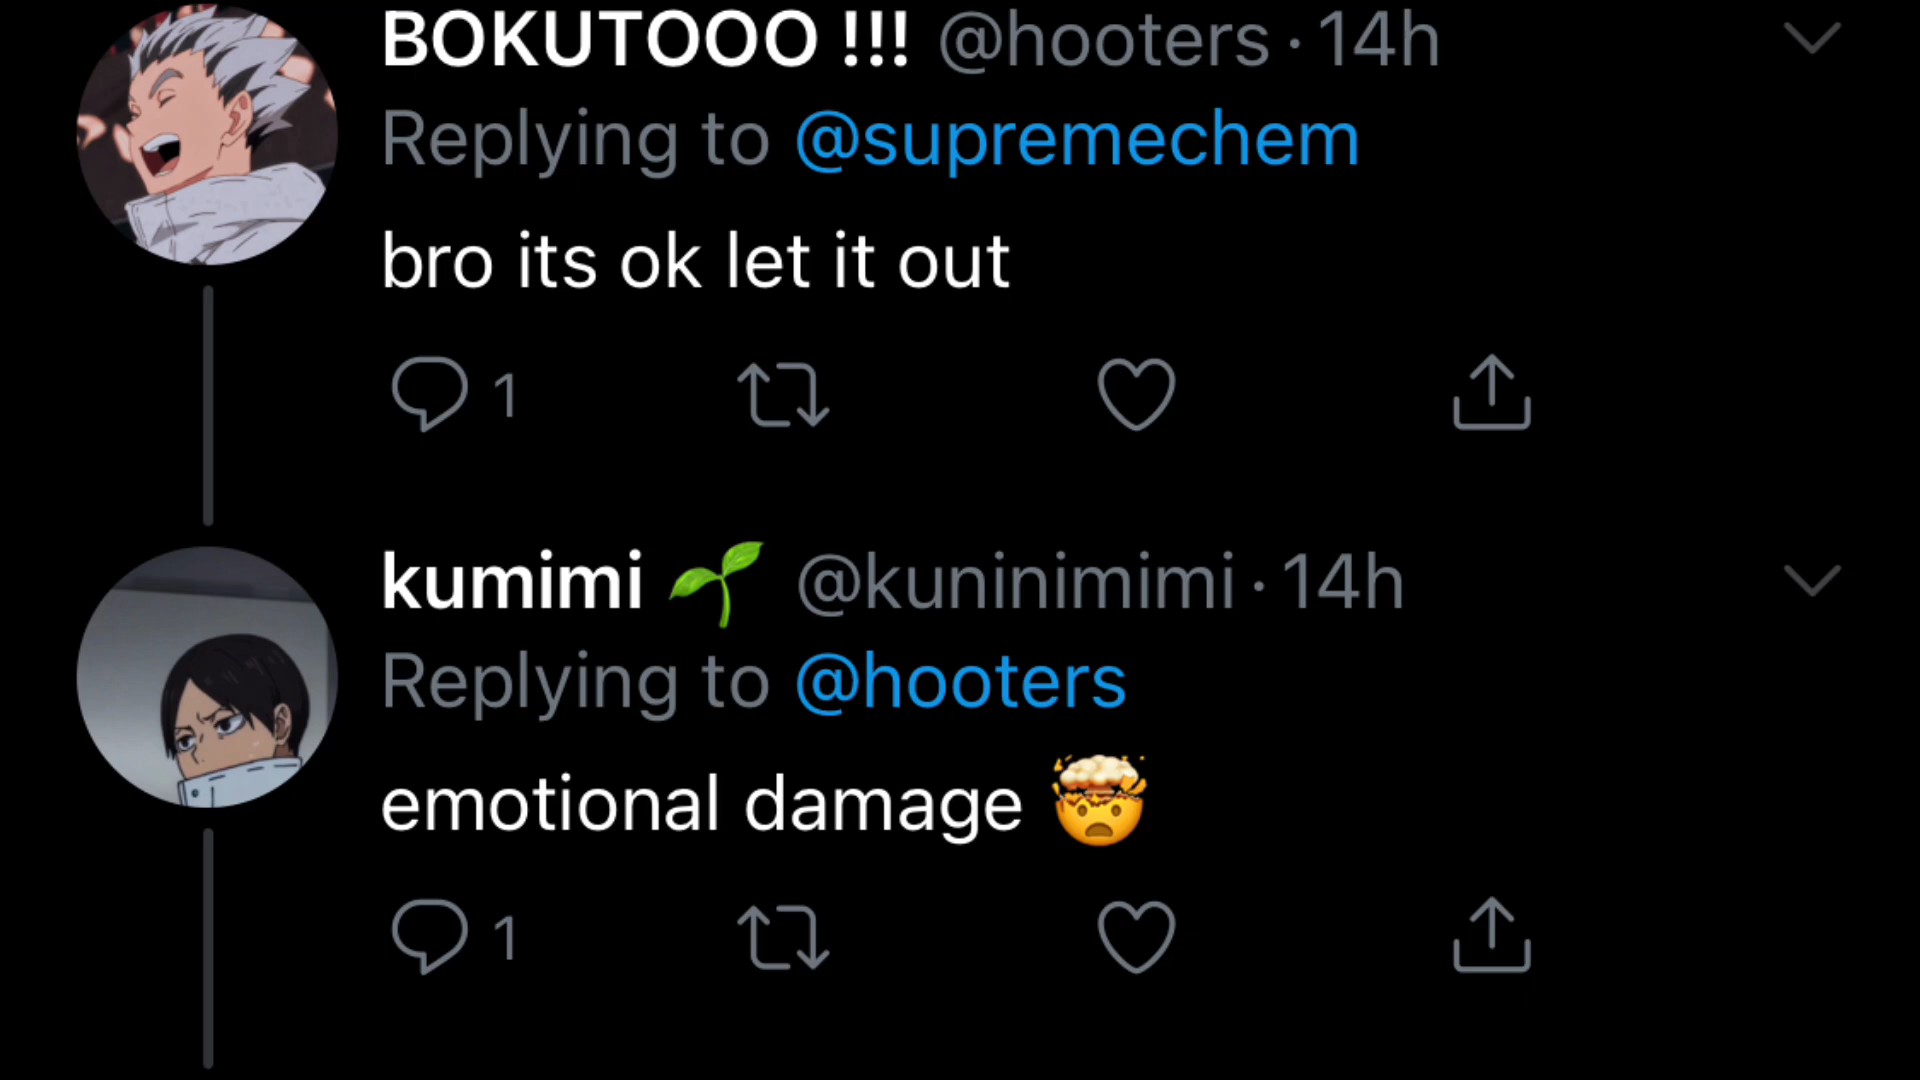 BOKUTOOO !!! @hooters · 14h
Replying to @supremechem
bro its ok let it out
1
kumimi 🌱 @kuninimimi · 14h
Replying to @hooters
emotional damage 🤯
1